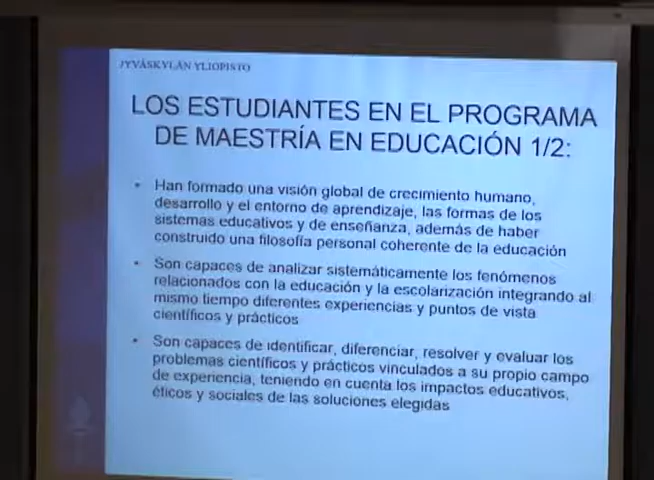 JYVÄSKYLÄN YLIOPISTO
LOS ESTUDIANTES EN EL PROGRAMA
DE MAESTRÍA EN EDUCACIÓN 1/2:
• Han formado una visión global de crecimiento humano,
desarrollo y el entorno de aprendizaje, las formas de los
sistemas educativos y de enseñanza, además de haber
construido una filosofía personal coherente de la educación
• Son capaces de analizar sistemáticamente los fenómenos
relacionados con la educación y la escolarización integrando al
mismo tiempo diferentes experiencias y puntos de vista
científicos y prácticos
• Son capaces de identificar, diferenciar, resolver y evaluar los
problemas científicos y prácticos vinculados a su propio campo
de experiencia, teniendo en cuenta los impactos educativos,
éticos y sociales de las soluciones elegidas